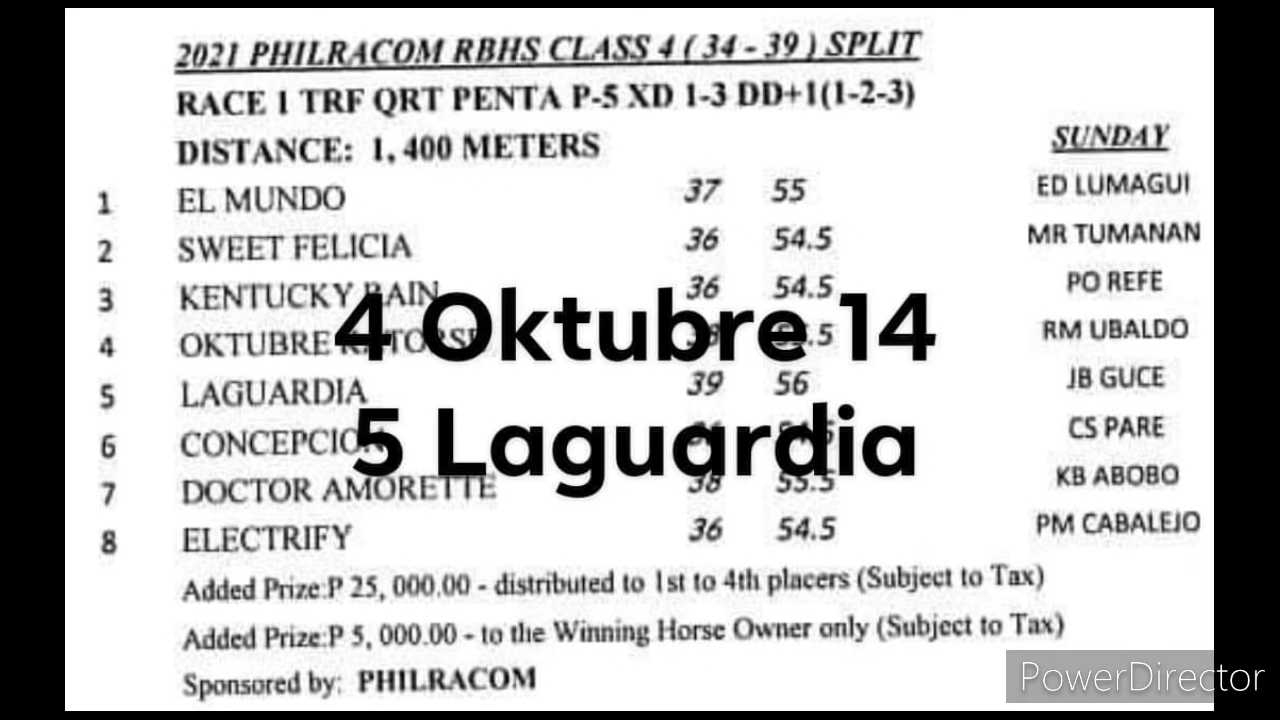 2021 PHILRACOM RBHS CLASS 4 ( 34 - 39 ) SPLIT
RACE 1 TRF QRT PENTA P-5 XD 1-3 DD+1(1-2-3)
DISTANCE: 1, 400 METERS
SUNDAY
1 EL MUNDO 37 55 ED LUMAGUI
2 SWEET FELICIA 36 54.5 MR TUMANAN
3 KENTUCKY RAIN 36 54.5 PO REFE
4 Oktubre 14
4 OKTUBRE 38 RM UBALDO
5 LAGUARDIA 39 56 JB GUCE
5 Laguardia
6 CONCEPCION CS PARE
7 DOCTOR AMORETTE 38 55.5 KB ABOBO
8 ELECTRIFY 36 54.5 PM CABALEJO
Added Prize:P 25, 000.00 - distributed to 1st to 4th placers (Subject to Tax)
Added Prize:P 5, 000.00 - to the Winning Horse Owner only (Subject to Tax)
Sponsored by: PHILRACOM
PowerDirector